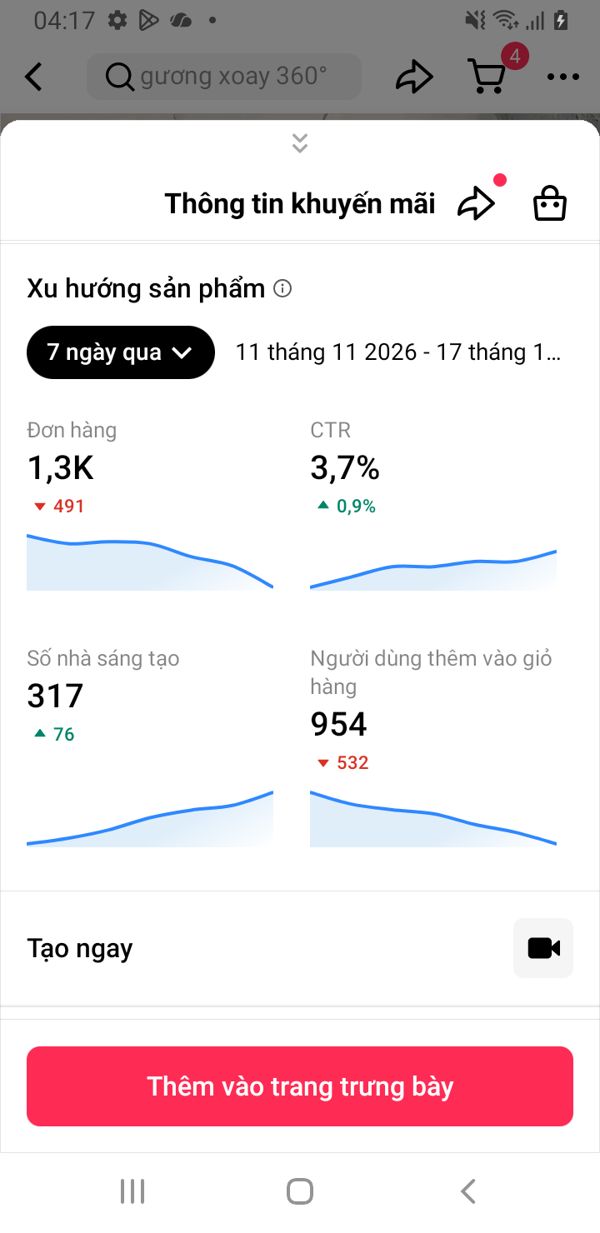 04:17
gương xoay 360°
4
Thông tin khuyến mãi
Xu hướng sản phẩm
7 ngày qua
11 tháng 11 2026 - 17 tháng 1...
Đơn hàng
1,3K
491
CTR
3,7%
0,9%
Số nhà sáng tạo
317
76
Người dùng thêm vào giỏ
hàng
954
532
Tạo ngay
Thêm vào trang trưng bày